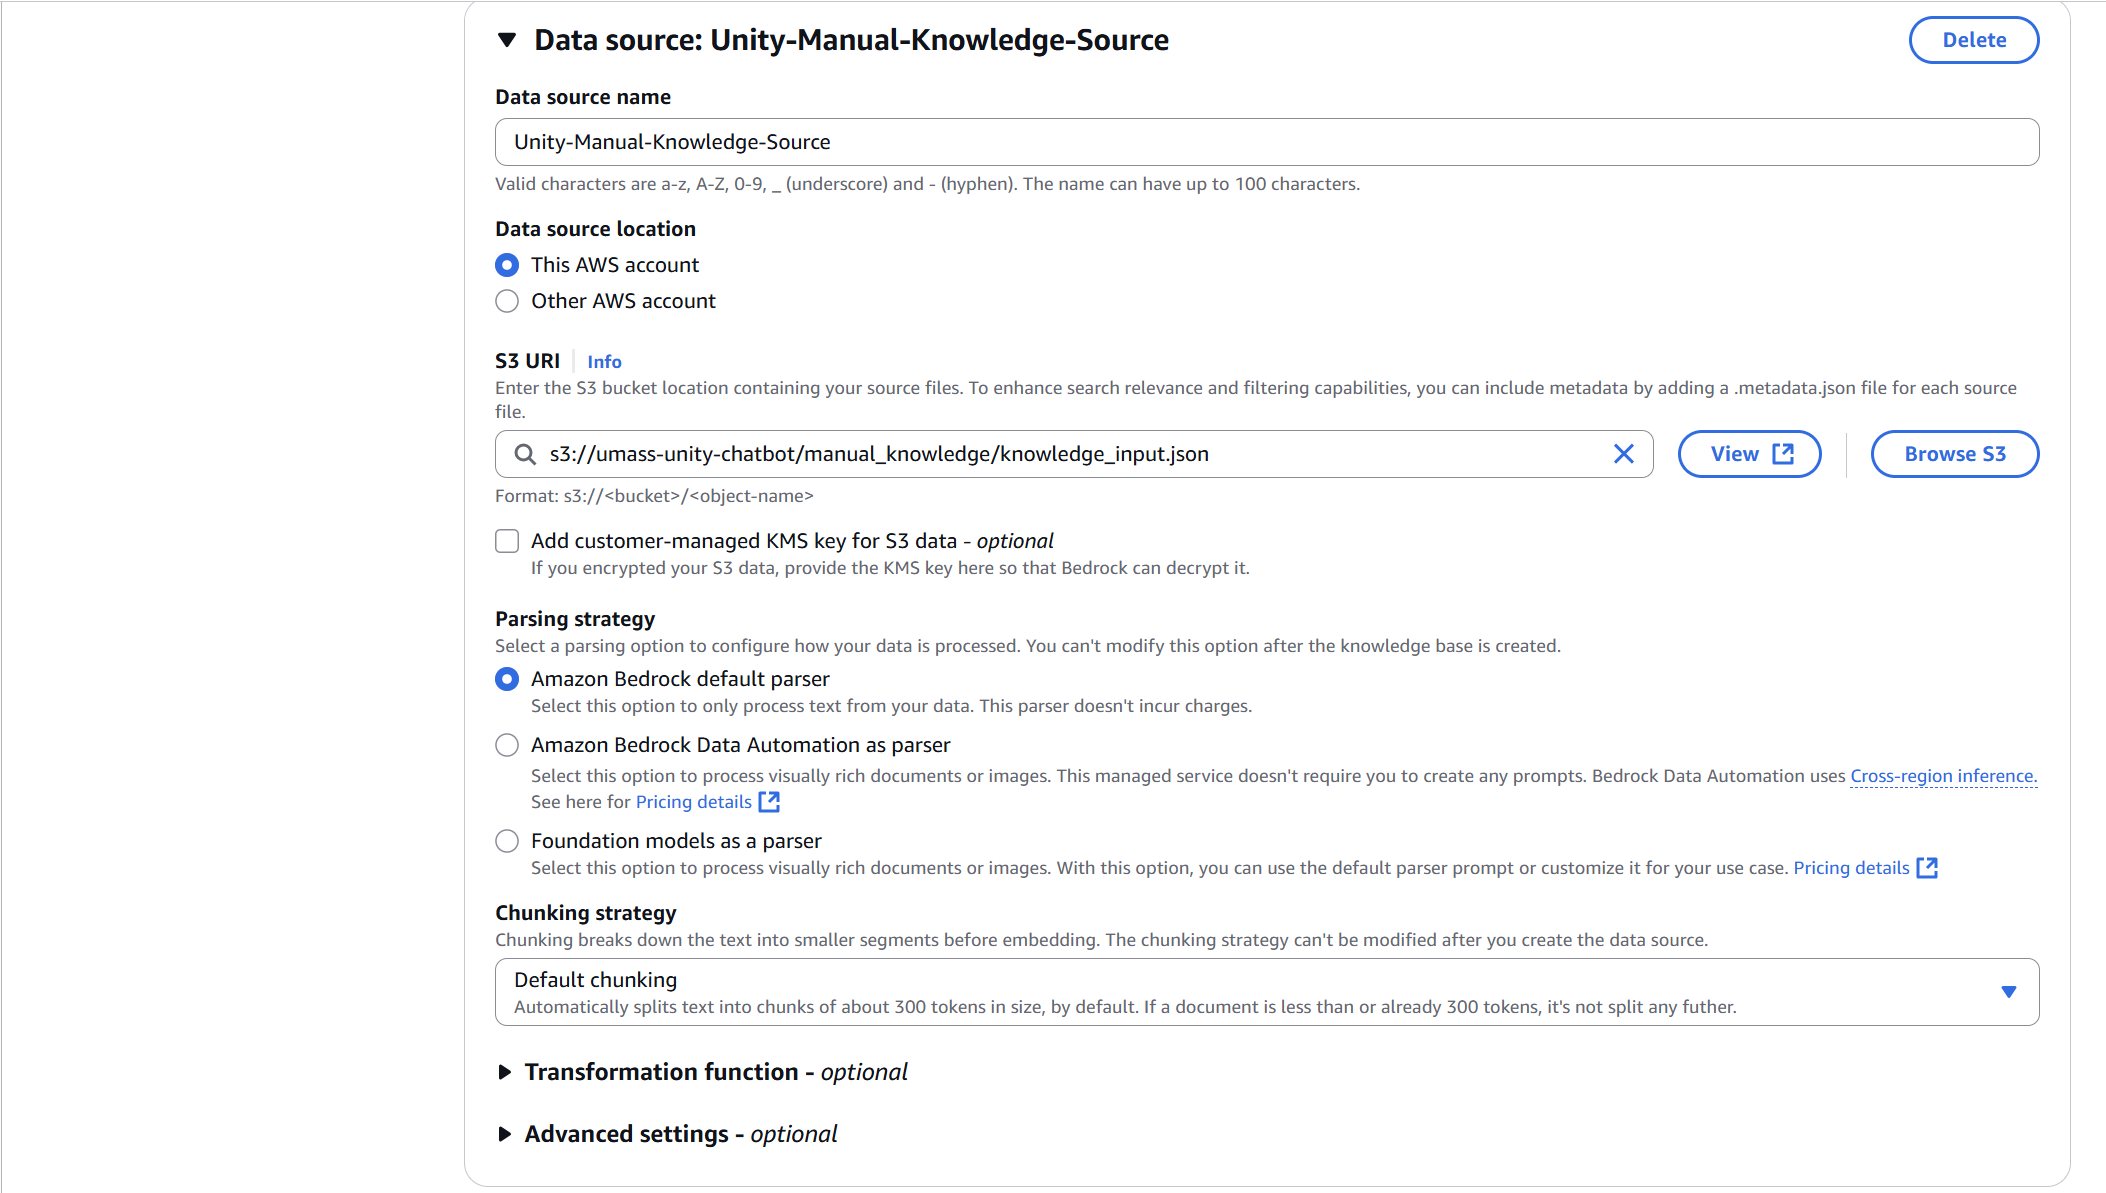 Data source: Unity-Manual-Knowledge-Source
Delete
Data source name
Unity-Manual-Knowledge-Source
Valid characters are a-z, A-Z, 0-9, _ (underscore) and - (hyphen). The name can have up to 100 characters.
Data source location
This AWS account
Other AWS account
S3 URI
Info
Enter the S3 bucket location containing your source files. To enhance search relevance and filtering capabilities, you can include metadata by adding a .metadata.json file for each source
file.
s3://umass-unity-chatbot/manual_knowledge/knowledge_input.json
View
Browse S3
Format: s3://<bucket>/<object-name>
Add customer-managed KMS key for S3 data - optional
If you encrypted your S3 data, provide the KMS key here so that Bedrock can decrypt it.
Parsing strategy
Select a parsing option to configure how your data is processed. You can't modify this option after the knowledge base is created.
Amazon Bedrock default parser
Select this option to only process text from your data. This parser doesn't incur charges.
Amazon Bedrock Data Automation as parser
Select this option to process visually rich documents or images. This managed service doesn't require you to create any prompts. Bedrock Data Automation uses Cross-region inference.
See here for Pricing details
Foundation models as a parser
Select this option to process visually rich documents or images. With this option, you can use the default parser prompt or customize it for your use case. Pricing details
Chunking strategy
Chunking breaks down the text into smaller segments before embedding. The chunking strategy can't be modified after you create the data source.
Default chunking
Automatically splits text into chunks of about 300 tokens in size, by default. If a document is less than or already 300 tokens, it's not split any futher.
Transformation function - optional
Advanced settings - optional